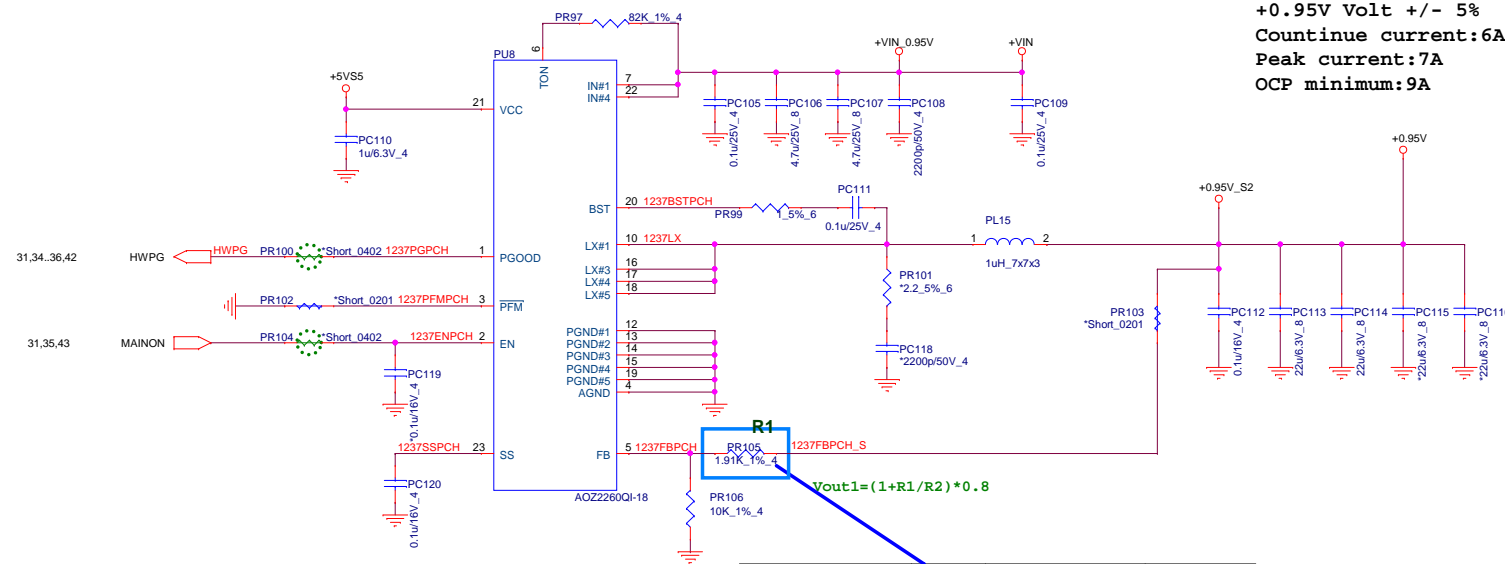 +0.95V Volt +/- 5%
Countinue current:6A
Peak current:7A
OCP minimum:9A
PR97
82K_1%_4
PU8
6
TON
+5VS5
21
VCC
PC110
1u/6.3V_4
IN#1
7
IN#4
22
+VIN_0.95V
+VIN
PC105
0.1u/25V_4
PC106
4.7u/25V_8
PC107
4.7u/25V_8
PC108
2200p/50V_4
PC109
0.1u/25V_4
BST
20
1237BSTPCH
PR99
1_5%_6
PC111
0.1u/25V_4
LX#1
10
1237LX
LX#3
16
LX#4
17
LX#5
18
PL15
1
2
1uH_7x7x3
PR101
*2.2_5%_6
PC118
*2200p/50V_4
+0.95V_S2
+0.95V
PR103
*Short_0201
PC112
0.1u/16V_4
PC113
22u/6.3V_8
PC114
22u/6.3V_8
PC115
*22u/6.3V_8
*22u/6.3V_8
31,34..36,42
HWPG
HWPG
PR100
*Short_0402
1237PGPCH
1
PGOOD
PR102
*Short_0201
1237PFMPCH
3
PFM
31,35,43
MAINON
PR104
*Short_0402
1237ENPCH
2
EN
PC119
*0.1u/16V_4
PGND#1
12
PGND#2
13
PGND#3
14
PGND#4
15
PGND#5
19
AGND
4
1237SSPCH
23
SS
PC120
0.1u/16V_4
FB
5
1237FBPCH
R1
PR105
1.91K_1%_4
1237FBPCH_S
Vout1=(1+R1/R2)*0.8
AOZ2260QI-18
PR106
10K_1%_4